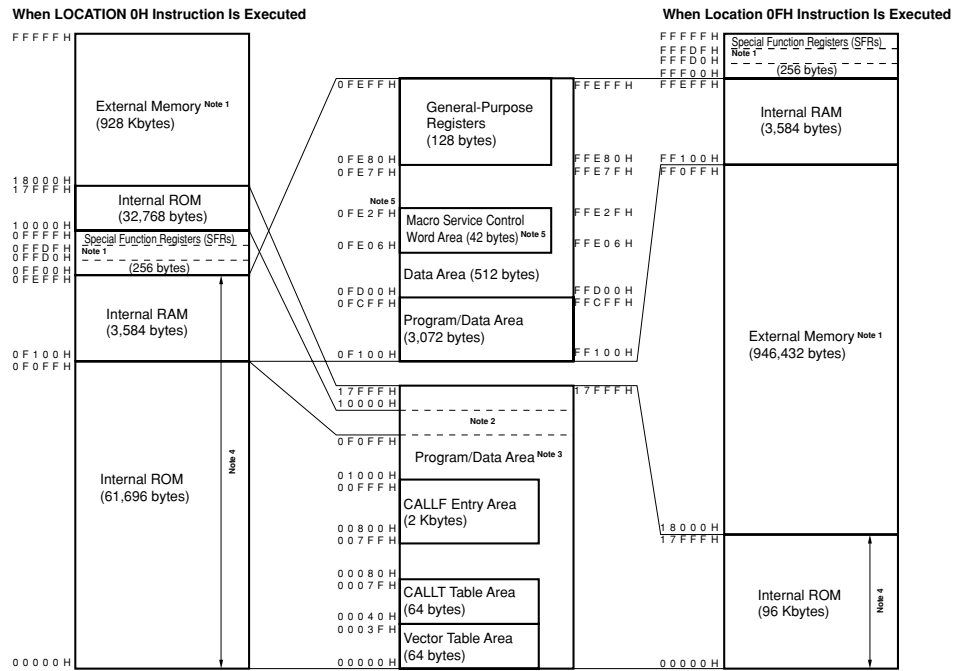 When LOCATION 0H Instruction Is Executed
FFFFFH
External Memory Note 1
(928 Kbytes)
18000H
17FFFH
Internal ROM
(32,768 bytes)
10000H
0FFFFH
Special Function Registers (SFRs)
0FFDFH
Note 1
0FFD0H
0FF00H
(256 bytes)
0FEFFH
Internal RAM
(3,584 bytes)
0F100H
0F0FFH
Internal ROM
(61,696 bytes)
Note 4
00000H
0FEFFH
General-Purpose
Registers
(128 bytes)
FFEFFH
0FE80H
FFE80H
0FE7FH
FFE7FH
Note 5
0FE2FH
FFE2FH
Macro Service Control
Word Area (42 bytes) Note 5
0FE06H
FFE06H
Data Area (512 bytes)
0FD00H
FFD00H
0FCFFH
FFCFFH
Program/Data Area
(3,072 bytes)
0F100H
FF100H
17FFFH
17FFFH
10000H
Note 2
0F0FFH
Program/Data Area Note 3
01000H
00FFFH
CALLF Entry Area
(2 Kbytes)
00800H
007FFH
00080H
0007FH
CALLT Table Area
(64 bytes)
00040H
0003FH
Vector Table Area
(64 bytes)
00000H
When Location 0FH Instruction Is Executed
FFFFFH
Special Function Registers (SFRs)
FFFDFH
Note 1
FFFD0H
FFF00H
(256 bytes)
FFEFFH
Internal RAM
(3,584 bytes)
FF100H
FF0FFH
External Memory Note 1
(946,432 bytes)
18000H
17FFFH
Internal ROM
(96 Kbytes)
Note 4
00000H